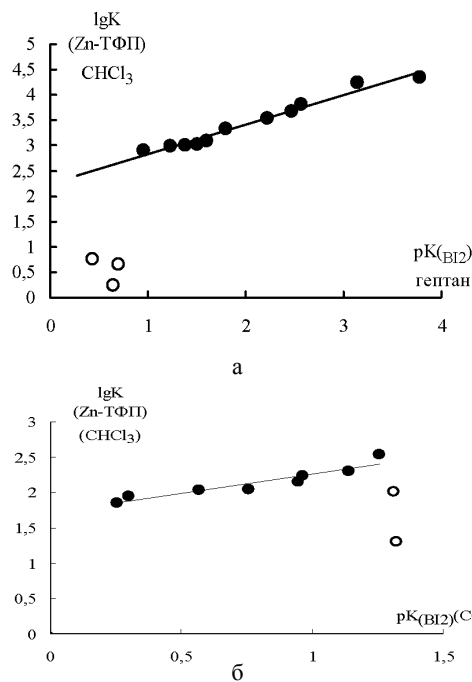 lgK
(Zn-ТФП)
CHCl3
5
4,5
4
3,5
3
2,5
2
1,5
1
0,5
0
pK(BI2)
гептан
0 1 2 3 4
а
lgK
(Zn-ТФП)
(CHCl3)
3
2,5
2
1,5
1
0,5
0
pK(BI2)(C
0 0,5 1 1,5
б